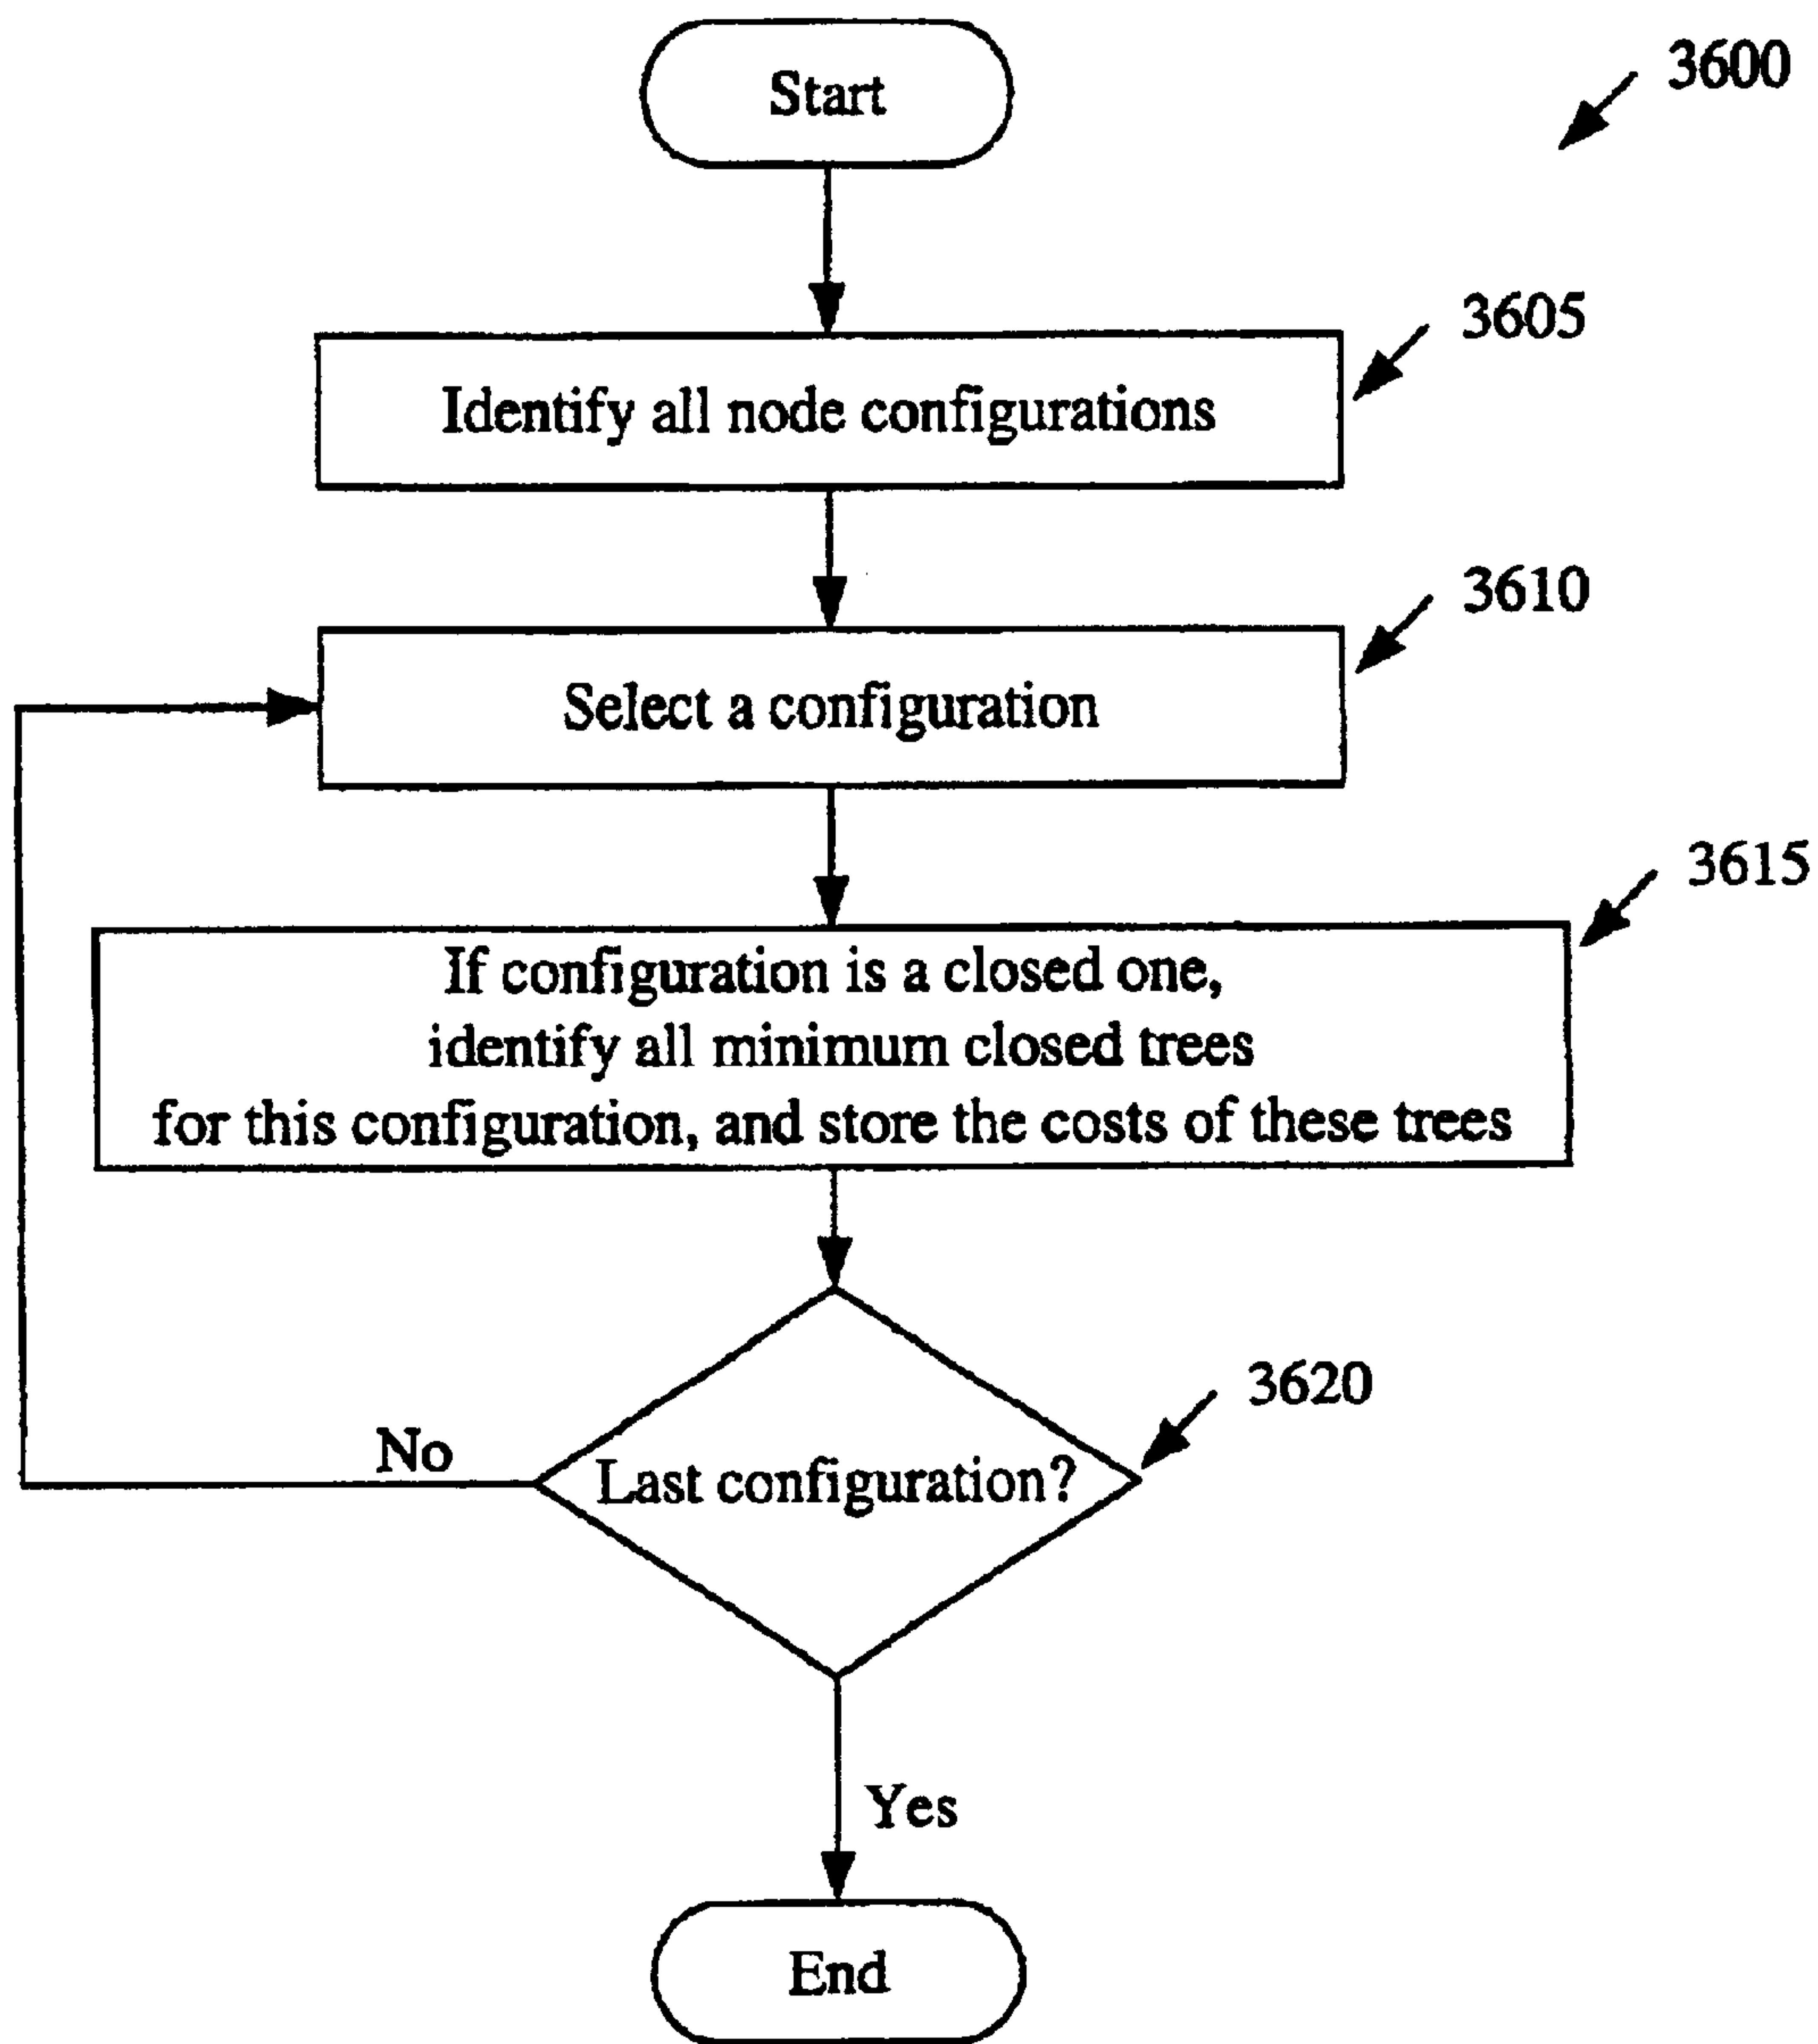 Start
3600
3605
Identify all node configurations
3610
Select a configuration
3615
If configuration is a closed one,
identify all minimum closed trees
for this configuration, and store the costs of these trees
3620
No
Last configuration?
Yes
End